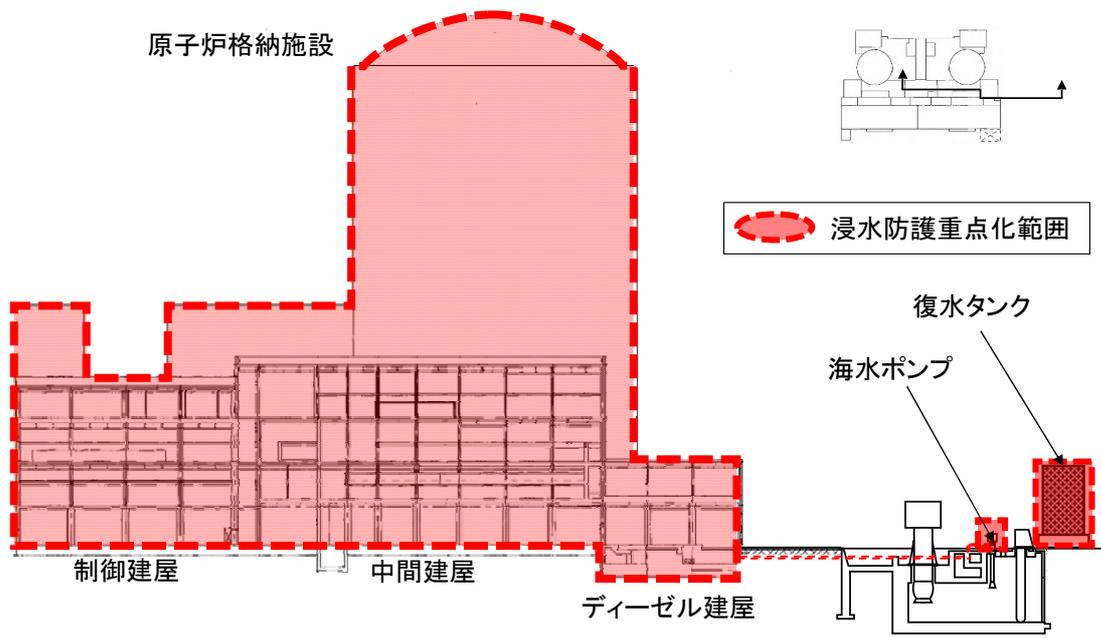 原子炉格納施設
浸水防護重点化範囲
復水タンク
海水ポンプ
制御建屋
中間建屋
ディーゼル建屋